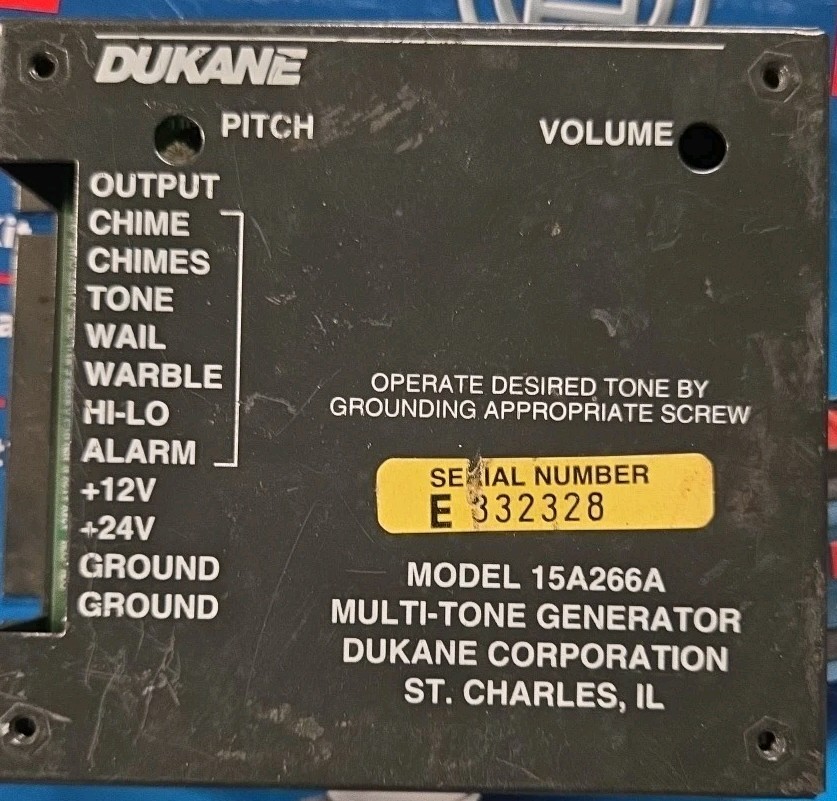 DUKANE
PITCH
VOLUME
OUTPUT
CHIME
CHIMES
TONE
WAIL
WARBLE
HI-LO
ALARM
+12V
+24V
GROUND
GROUND
OPERATE DESIRED TONE BY
GROUNDING APPROPRIATE SCREW
SERIAL NUMBER
E 332328
MODEL 15A266A
MULTI-TONE GENERATOR
DUKANE CORPORATION
ST. CHARLES, IL